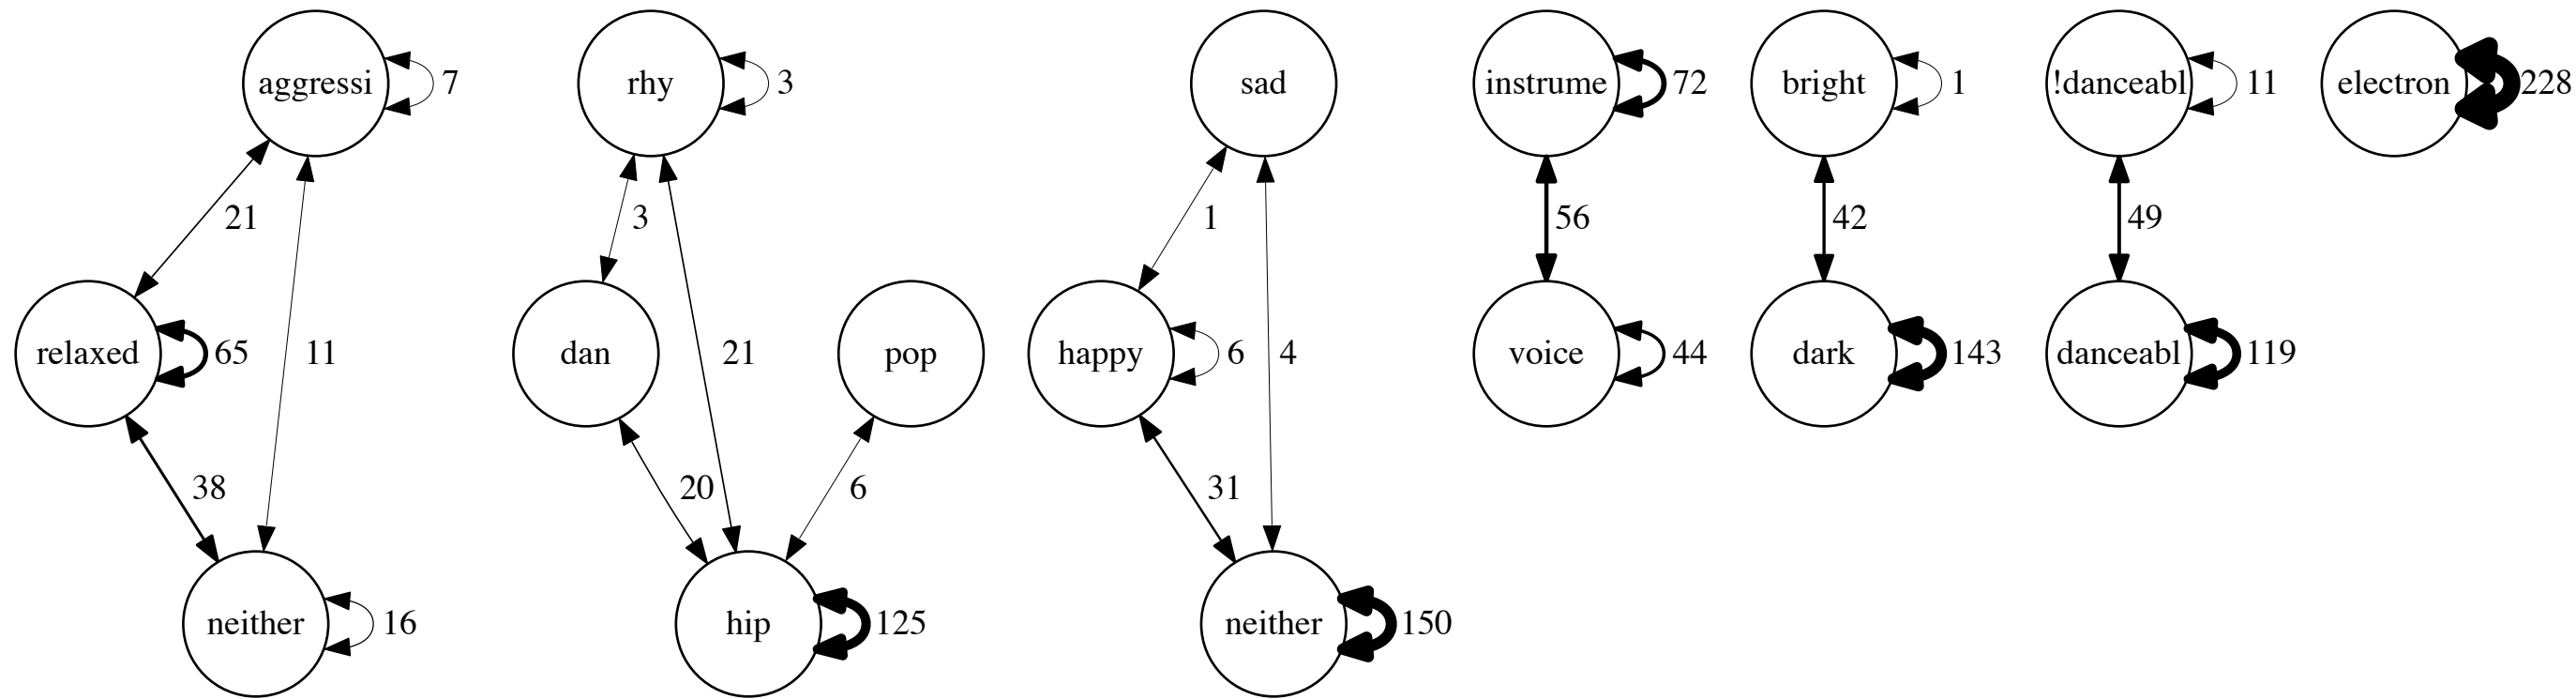 aggressi
7
rhy
3
sad
instrume
72
bright
1
!danceabl
11
electron
228
21
3
1
56
42
49
relaxed
65
11
dan
21
pop
happy
6
4
voice
44
dark
143
danceabl
119
38
20
6
31
neither
16
hip
125
neither
150